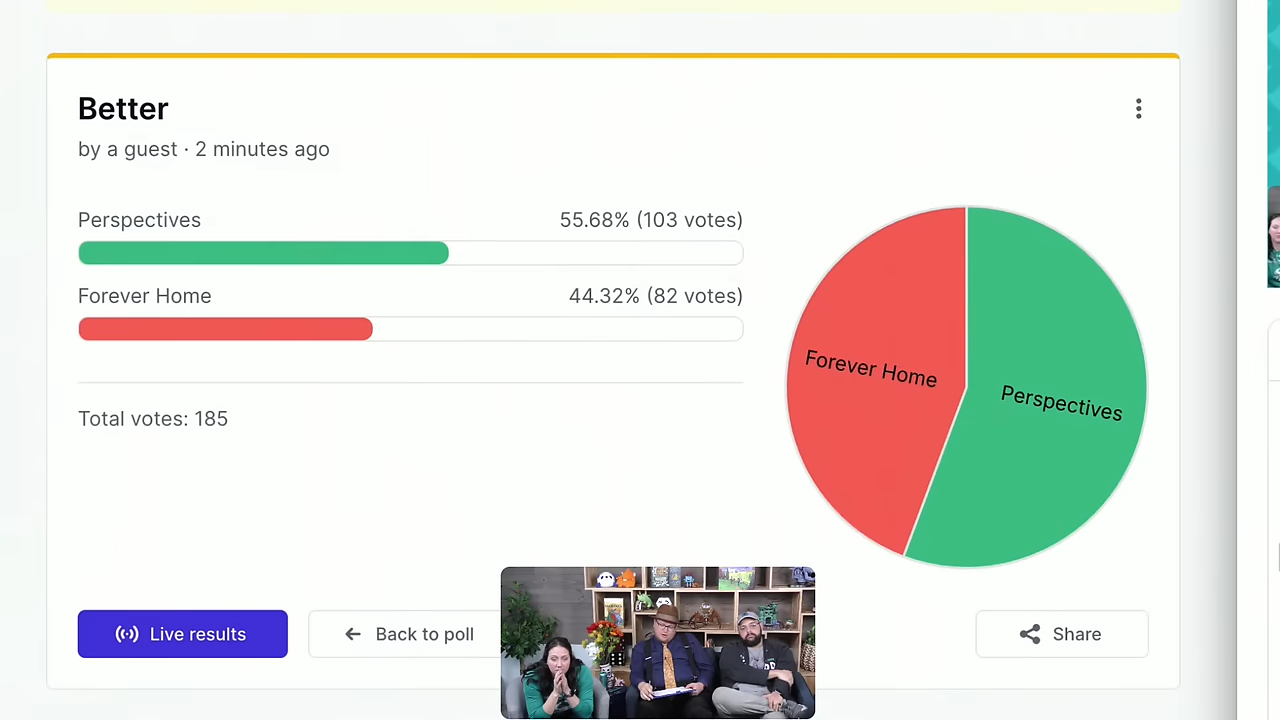 Better
by a guest · 2 minutes ago
Perspectives 55.68% (103 votes)
Forever Home 44.32% (82 votes)
Total votes: 185
Forever Home
Perspectives
Live results
Back to poll
Share